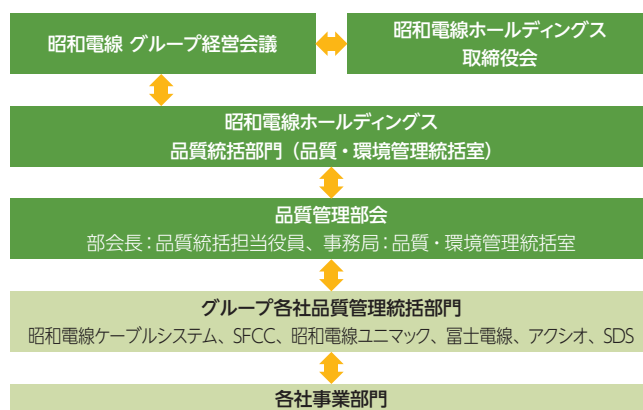 昭和電線 グループ経営会議
昭和電線ホールディングス
取締役会
昭和電線ホールディングス
品質統括部門（品質・環境管理統括室）
品質管理部会
部会長：品質統括担当役員、事務局：品質・環境管理統括室
グループ各社品質管理統括部門
昭和電線ケーブルシステム、SFCC、昭和電線ユニマック、冨士電線、アクシオ、SDS
各社事業部門